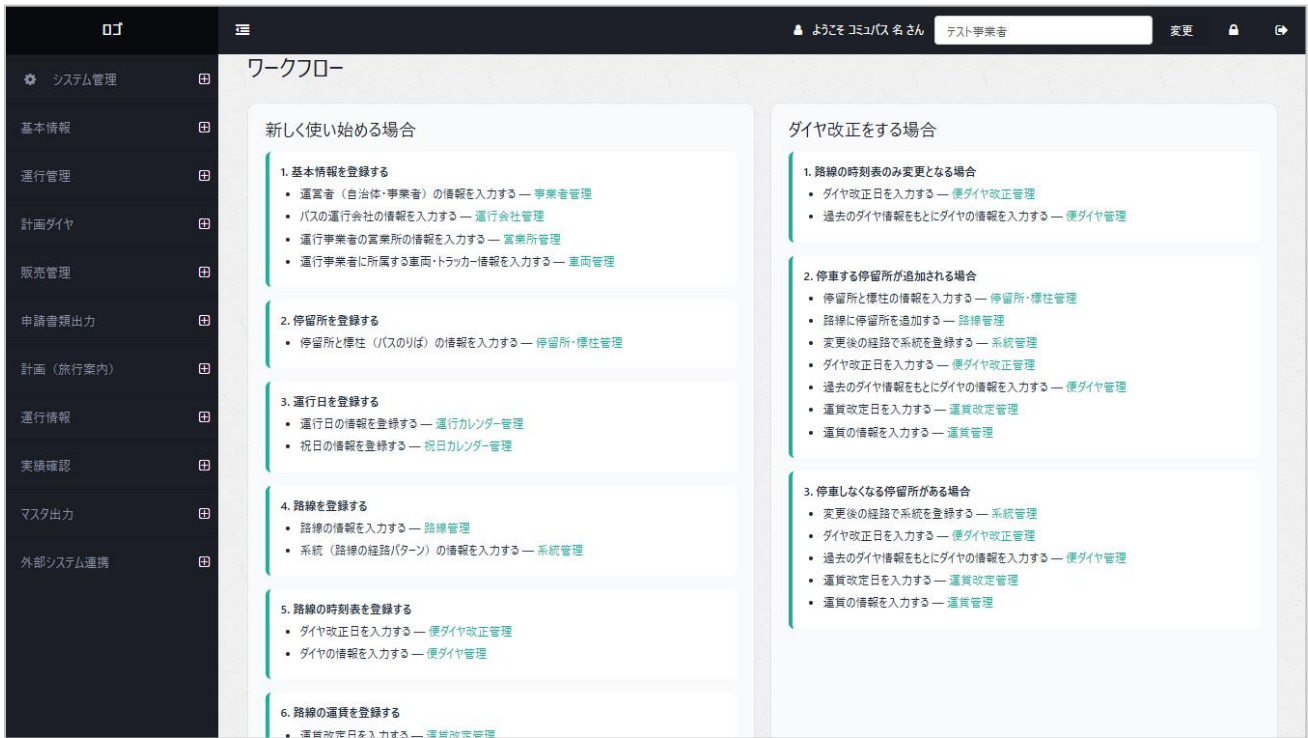 ロゴ
ようこそ コミュバス 名 さん
テスト事業者
変更
システム管理
基本情報
運行管理
計画ダイヤ
販売管理
申請書類出力
計画（旅行案内）
運行情報
実績確認
マスタ出力
外部システム連携
ワークフロー
新しく使い始める場合
1. 基本情報を登録する
• 運営者（自治体・事業者）の情報を入力する — 事業者管理
• バスの運行会社の情報を入力する — 運行会社管理
• 運行事業者の営業所の情報を入力する — 営業所管理
• 運行事業者に所属する車両・トラッカー情報を入力する — 車両管理
2. 停留所を登録する
• 停留所と標柱（バスのりば）の情報を入力する — 停留所・標柱管理
3. 運行日を登録する
• 運行日の情報を登録する — 運行カレンダー管理
• 祝日の情報を登録する — 祝日カレンダー管理
4. 路線を登録する
• 路線の情報を入力する — 路線管理
• 系統（路線の経路パターン）の情報を入力する — 系統管理
5. 路線の時刻表を登録する
• ダイヤ改正日を入力する — 便ダイヤ改正管理
• ダイヤの情報を入力する — 便ダイヤ管理
6. 路線の運賃を登録する
• 運賃改定日を入力する — 運賃改定管理
ダイヤ改正をする場合
1. 路線の時刻表のみ変更となる場合
• ダイヤ改正日を入力する — 便ダイヤ改正管理
• 過去のダイヤ情報をもとにダイヤの情報を入力する — 便ダイヤ管理
2. 停車する停留所が追加される場合
• 停留所と標柱の情報を入力する — 停留所・標柱管理
• 路線に停留所を追加する — 路線管理
• 変更後の経路で系統を登録する — 系統管理
• ダイヤ改正日を入力する — 便ダイヤ改正管理
• 過去のダイヤ情報をもとにダイヤの情報を入力する — 便ダイヤ管理
• 運賃改定日を入力する — 運賃改定管理
• 運賃の情報を入力する — 運賃管理
3. 停車しなくなる停留所がある場合
• 変更後の経路で系統を登録する — 系統管理
• ダイヤ改正日を入力する — 便ダイヤ改正管理
• 過去のダイヤ情報をもとにダイヤの情報を入力する — 便ダイヤ管理
• 運賃改定日を入力する — 運賃改定管理
• 運賃の情報を入力する — 運賃管理